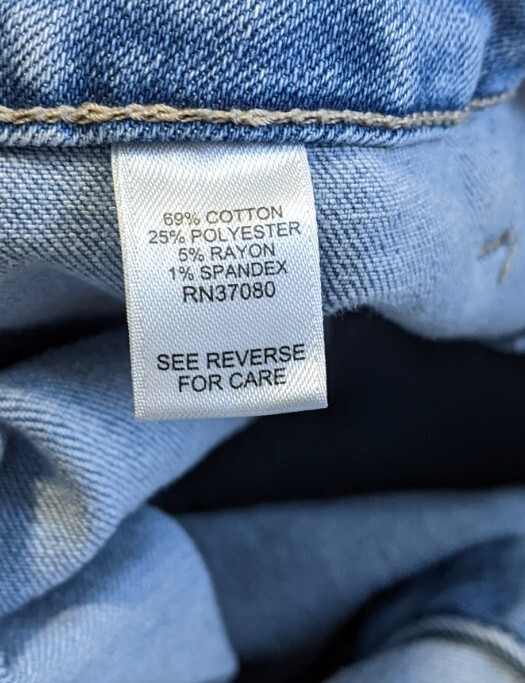 69% COTTON
25% POLYESTER
5% RAYON
1% SPANDEX
RN37080
SEE REVERSE
FOR CARE